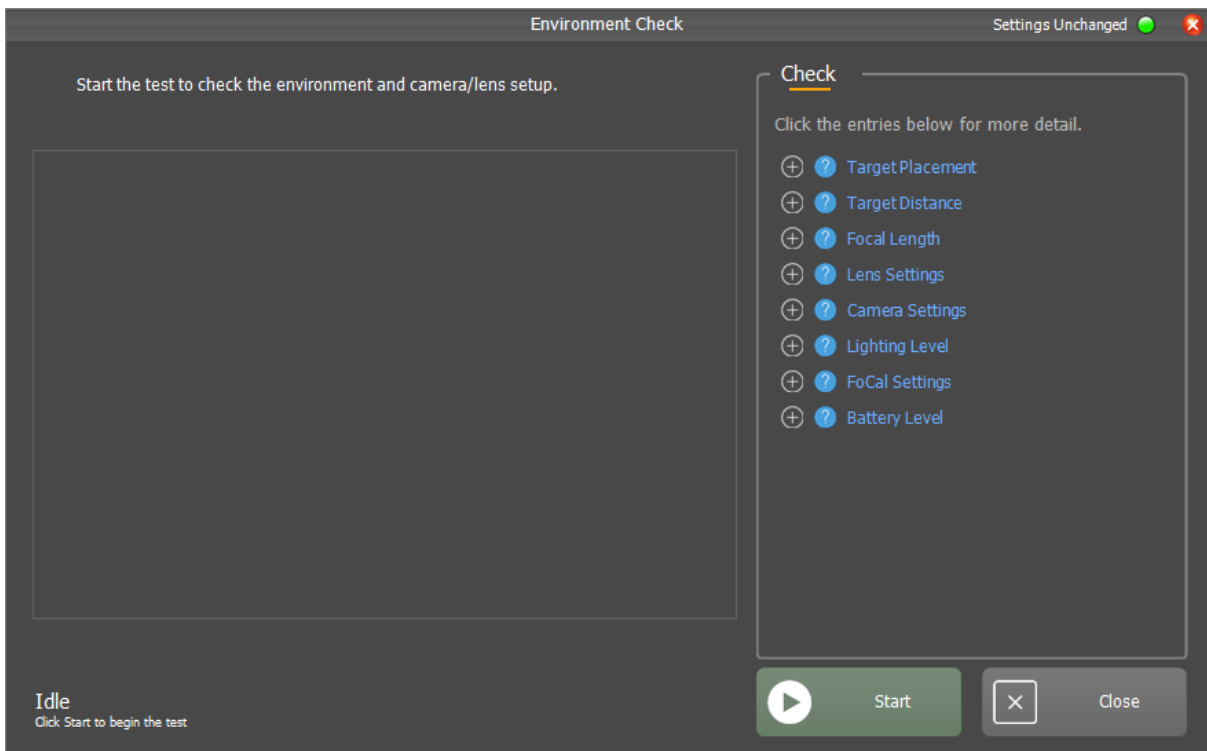 Environment Check
Settings Unchanged
Start the test to check the environment and camera/lens setup.
Check
Click the entries below for more detail.
Target Placement
Target Distance
Focal Length
Lens Settings
Camera Settings
Lighting Level
FoCal Settings
Battery Level
Idle
Click Start to begin the test
Start
Close